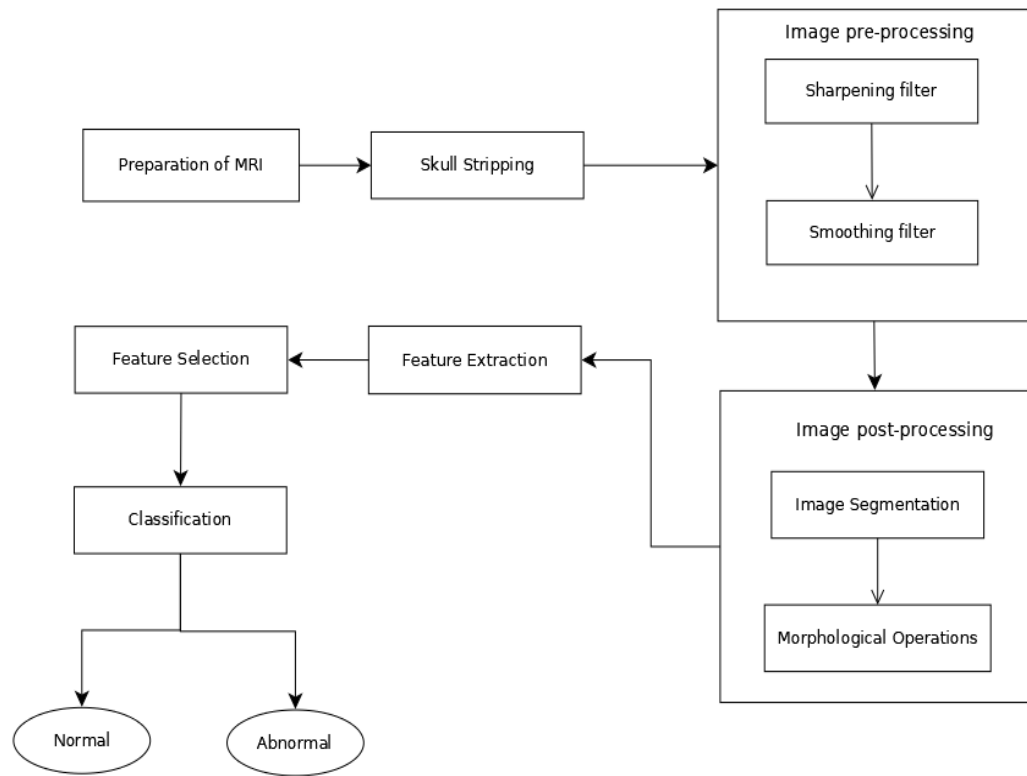 Preparation of MRI
Skull Stripping
Image pre-processing
Sharpening filter
Smoothing filter
Image post-processing
Image Segmentation
Morphological Operations
Feature Extraction
Feature Selection
Classification
Normal
Abnormal